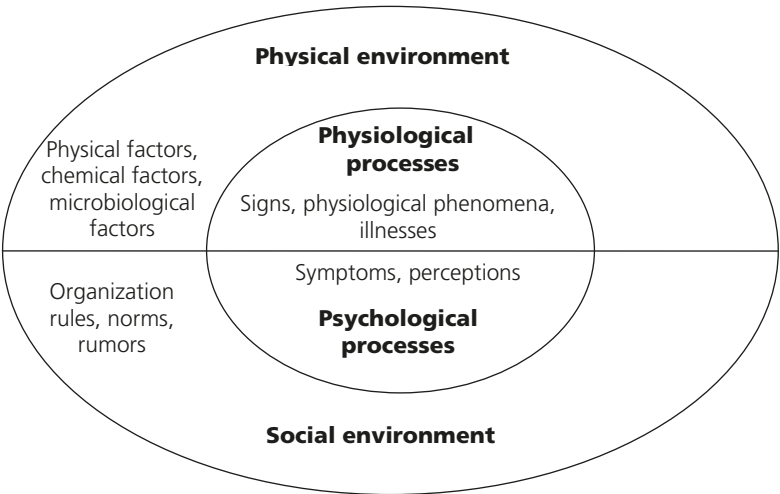 Physical environment
Physical factors,
chemical factors,
microbiological
factors
Physiological
processes
Signs, physiological phenomena,
illnesses
Symptoms, perceptions
Psychological
processes
Organization
rules, norms,
rumors
Social environment